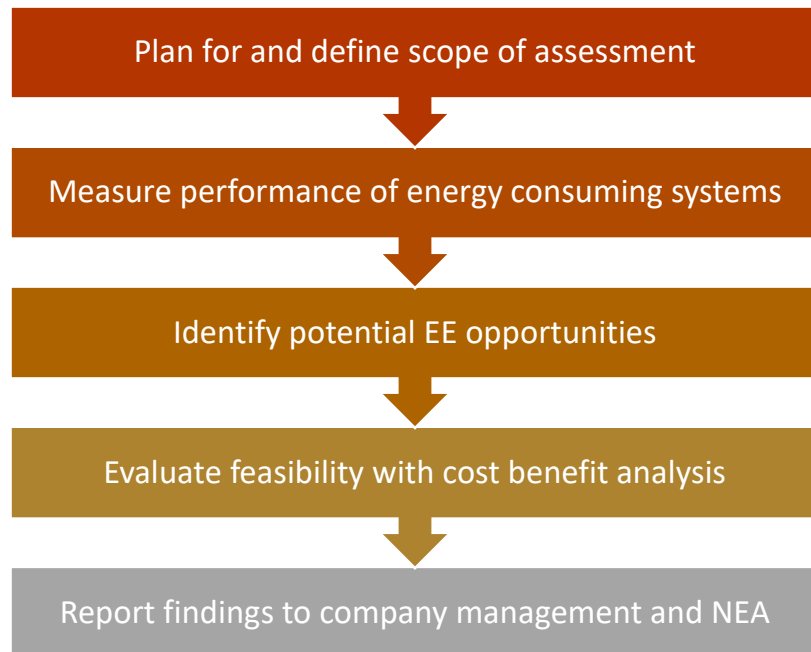 Plan for and define scope of assessment
Measure performance of energy consuming systems
Identify potential EE opportunities
Evaluate feasibility with cost benefit analysis
Report findings to company management and NEA